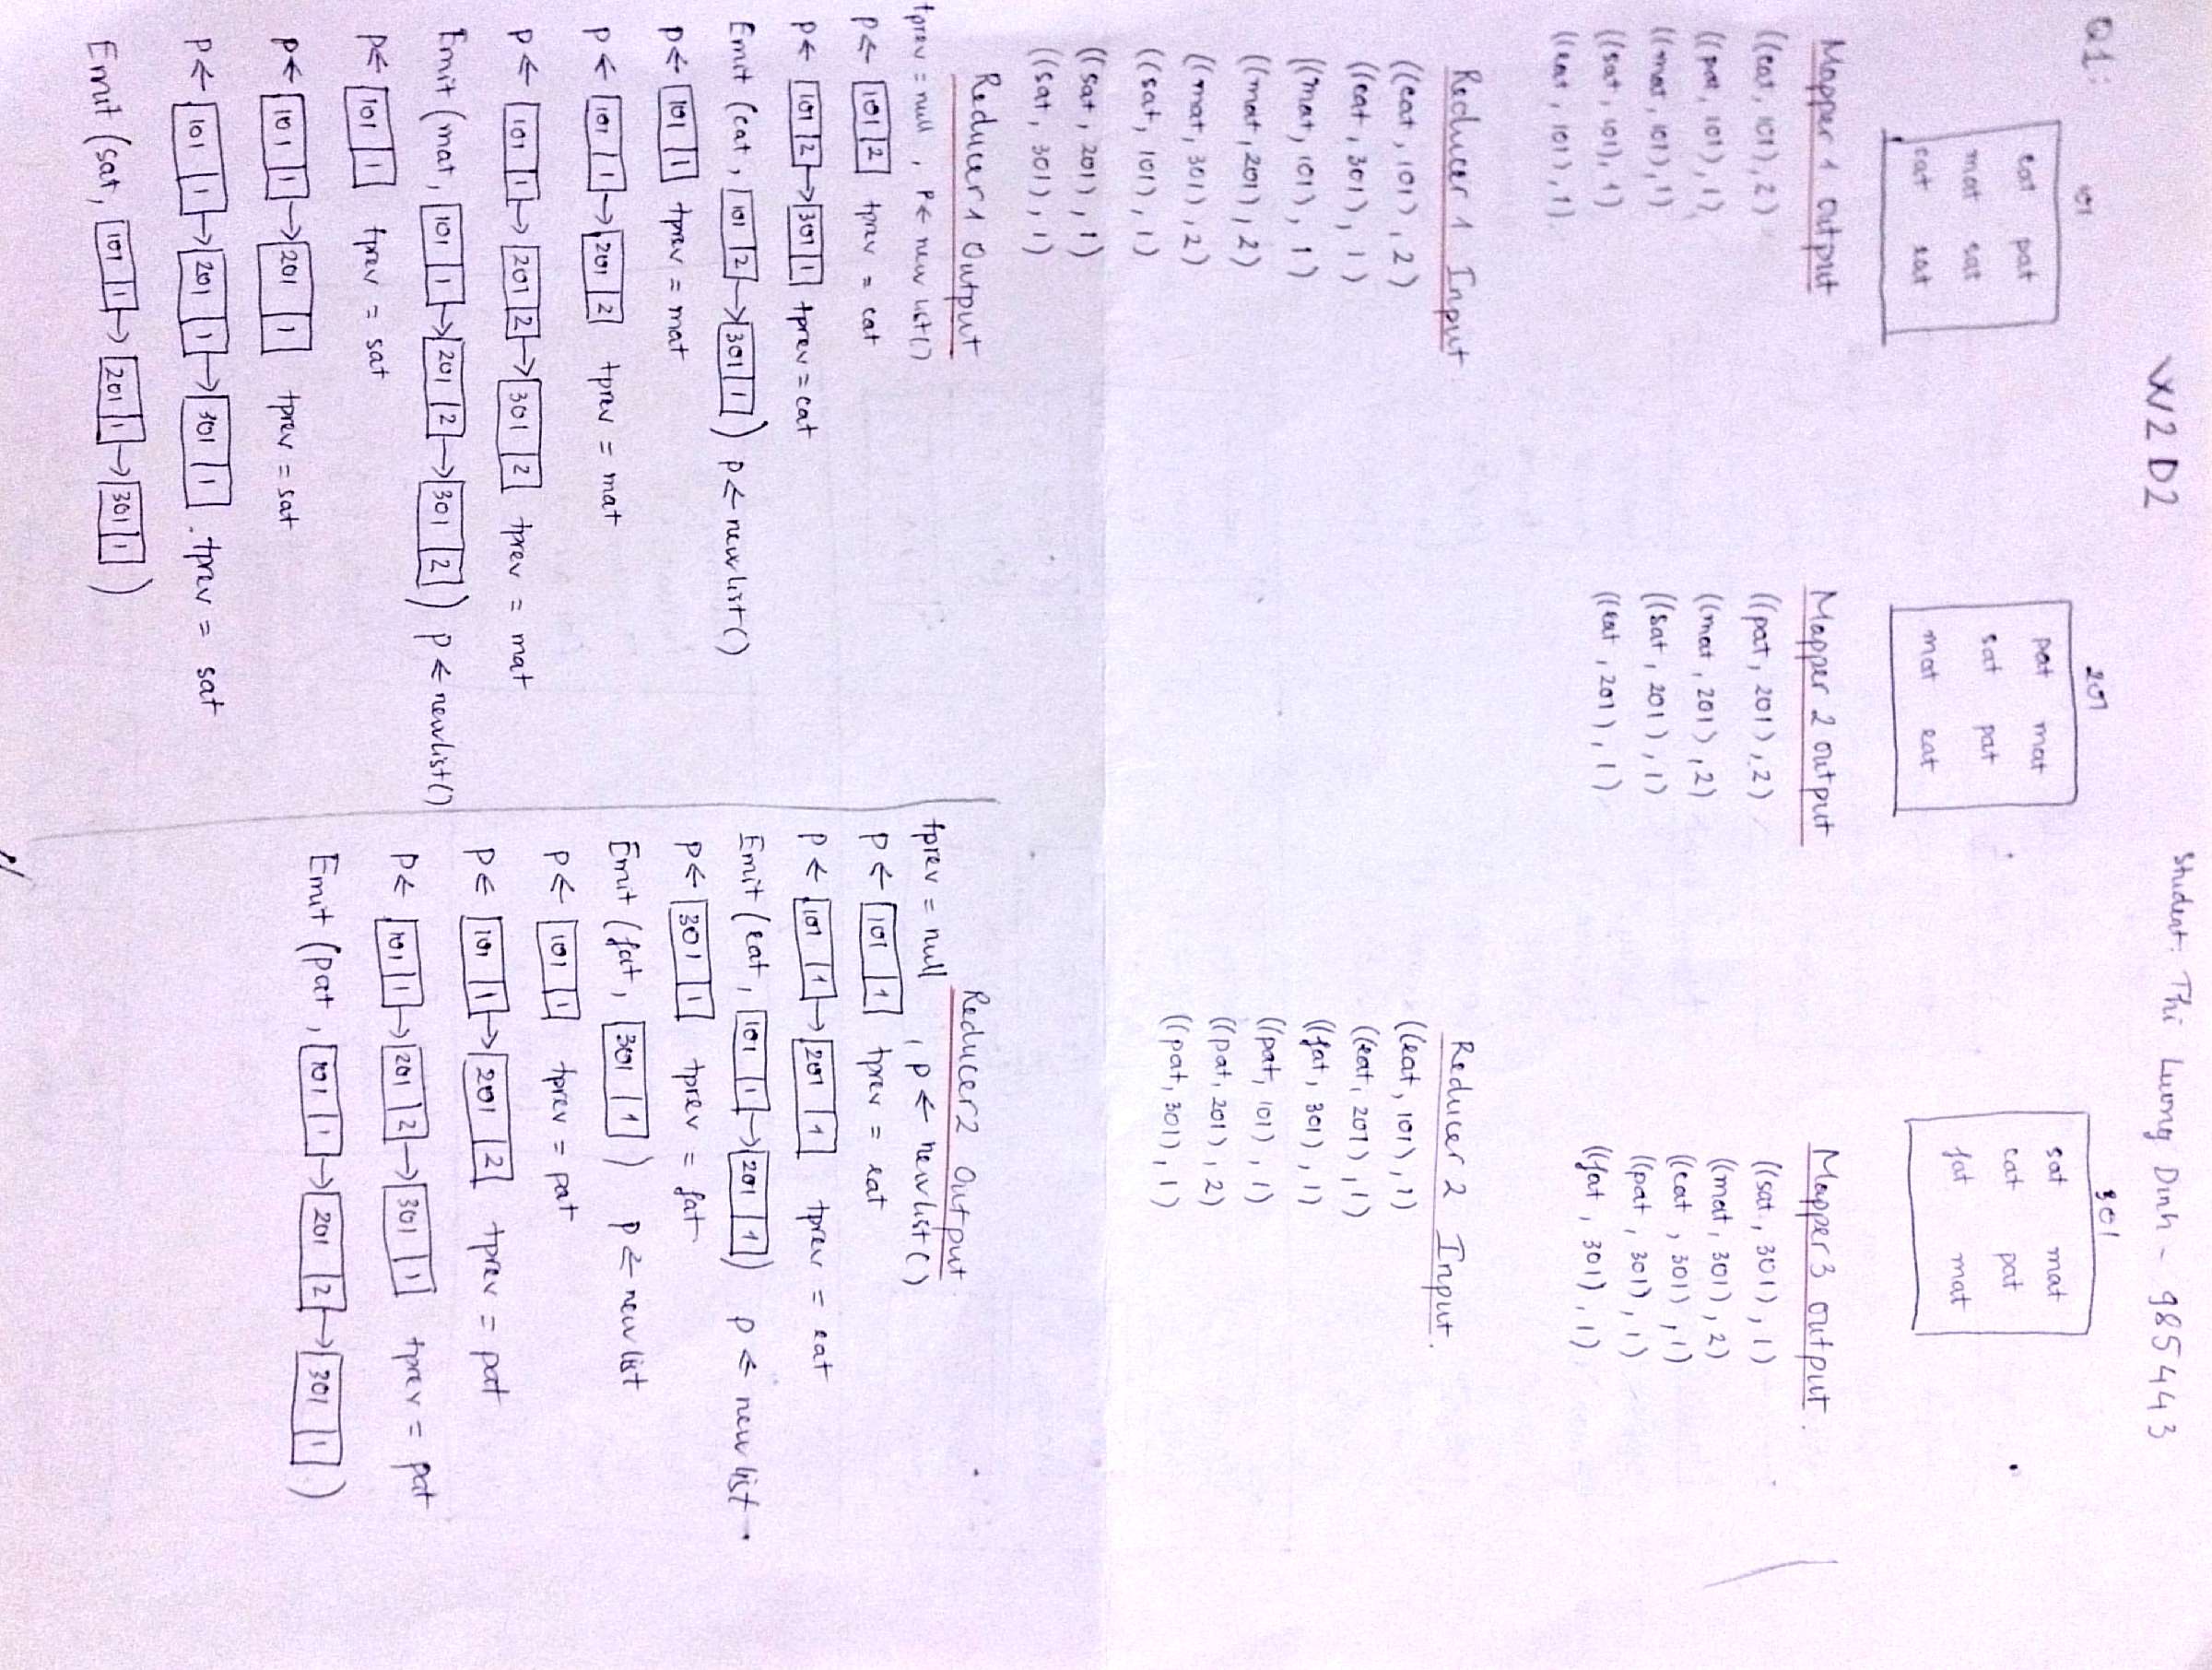 W2D2
Student: Thi Luong Dinh - 985443
Q1:
101
cat pat
mat sat
cat eat
201
pat mat
sat pat
mat eat
301
sat mat
cat pat
fat mat
Mapper 1 output
((cat, 101), 2)
((pat, 101), 1)
((mat, 101), 1)
((sat, 101), 1)
((eat, 101), 1)
Mapper 2 output
((pat, 201), 2)
((mat, 201), 2)
((sat, 201), 1)
((eat, 201), 1)
Mapper 3 output.
((sat, 301), 1)
((mat, 301), 2)
((cat, 301), 1)
((pat, 301), 1)
((fat, 301), 1)
Reducer 1 Input
((cat, 101), 2)
((cat, 301), 1)
((mat, 101), 1)
((mat, 201), 2)
((mat, 301), 2)
((sat, 101), 1)
((sat, 201), 1)
((sat, 301), 1)
Reducer 2 Input.
((eat, 101), 1)
((eat, 201), 1)
((fat, 301), 1)
((pat, 101), 1)
((pat, 201), 2)
((pat, 301), 1)
Reducer 1 Output
tprev = null , P ← new list()
P ← 101 2 tprev = cat
P ← 101 2 → 301 1 tprev = cat
Emit (cat, 101 2 → 301 1) P ← new list()
P ← 101 1 tprev = mat
P ← 101 1 → 201 2 tprev = mat
P ← 101 1 → 201 2 → 301 2 tprev = mat
Emit (mat, 101 1 → 201 2 → 301 2) P ← newlist()
P ← 101 1 tprev = sat
P ← 101 1 → 201 1 tprev = sat
P ← 101 1 → 201 1 → 301 1 . tprev = sat
Emit (sat, 101 1 → 201 1 → 301 1)
Reducer 2 Output
tprev = null , P ← new list()
P ← 101 1 tprev = eat
P ← 101 1 → 201 1 tprev = eat
Emit (eat, 101 1 → 201 1) P ← new list
P ← 301 1 tprev = fat
Emit (fat, 301 1) P ← new list
P ← 101 1 tprev = pat
P ← 101 1 → 201 2 tprev = pat
P ← 101 1 → 201 2 → 301 1 tprev = pat
Emit (pat, 101 1 → 201 2 → 301 1)